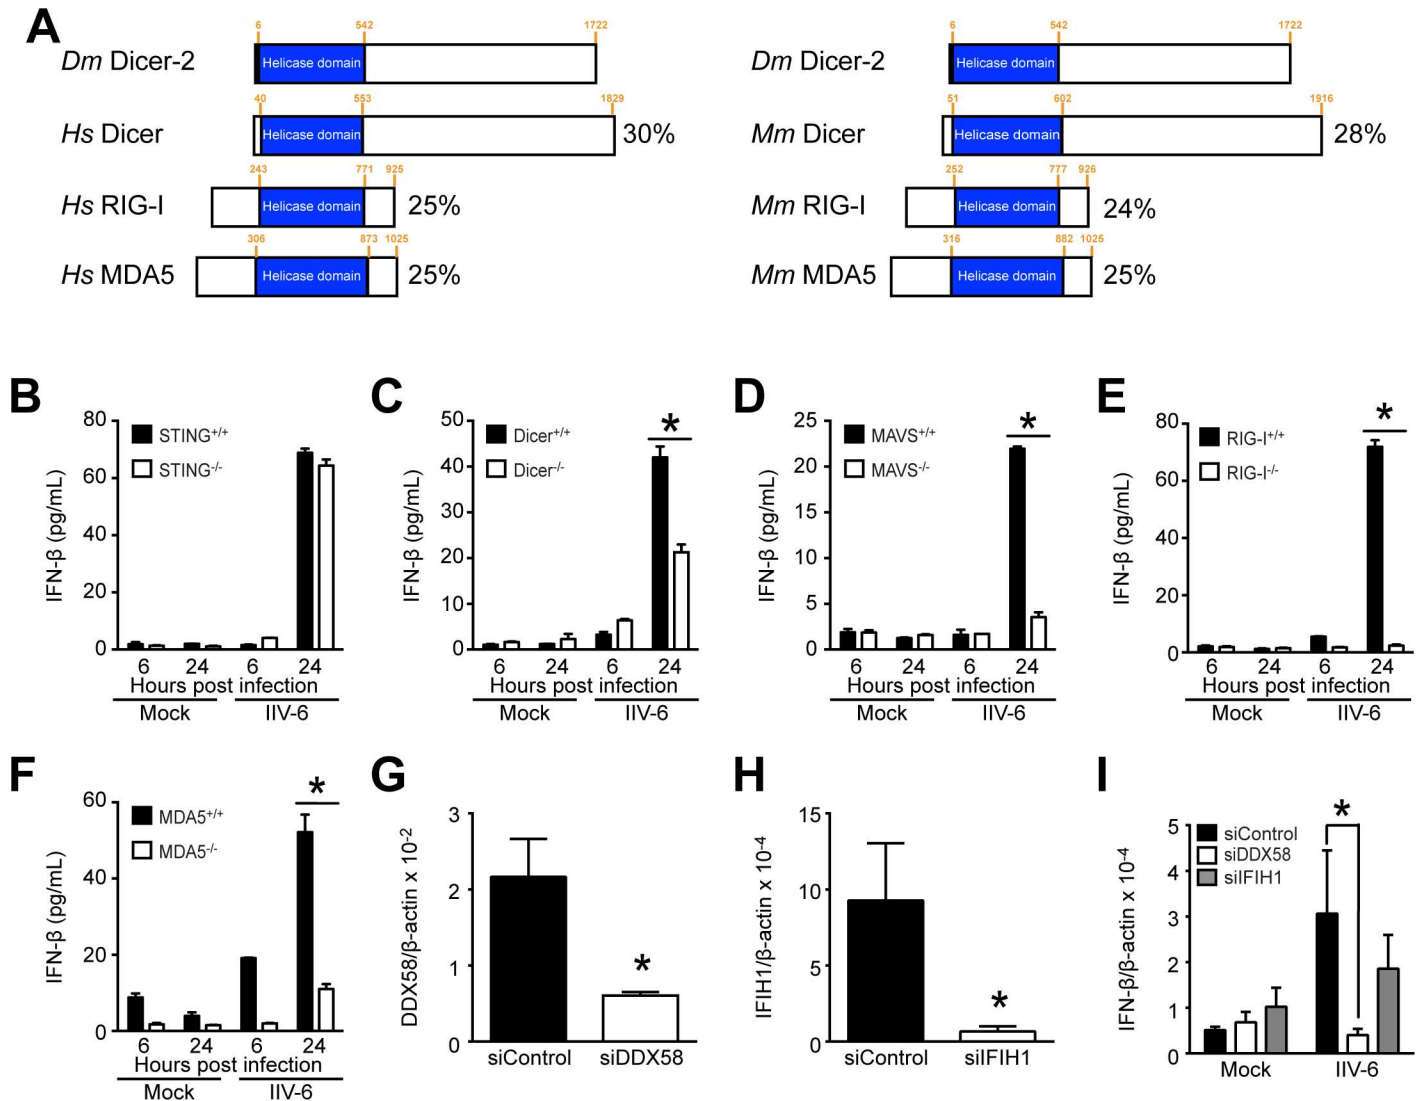 A
6 542 1722
Dm Dicer-2 Helicase domain
40 553 1829
Hs Dicer Helicase domain 30%
243 771 925
Hs RIG-I Helicase domain 25%
306 873 1025
Hs MDA5 Helicase domain 25%
6 542 1722
Dm Dicer-2 Helicase domain
51 602 1916
Mm Dicer Helicase domain 28%
252 777 926
Mm RIG-I Helicase domain 24%
316 882 1025
Mm MDA5 Helicase domain 25%
B
80
60
40
20
0
IFN-β (pg/mL)
STING+/+
STING-/-
6 24 6 24
Hours post infection
Mock IIV-6
C
50
40
30
20
10
0
IFN-β (pg/mL)
Dicer+/+
Dicer-/-
*
6 24 6 24
Hours post infection
Mock IIV-6
D
25
20
15
10
5
0
IFN-β (pg/mL)
MAVS+/+
MAVS-/-
*
6 24 6 24
Hours post infection
Mock IIV-6
E
80
60
40
20
0
IFN-β (pg/mL)
RIG-I+/+
RIG-I-/-
*
6 24 6 24
Hours post infection
Mock IIV-6
F
60
40
20
0
IFN-β (pg/mL)
MDA5+/+
MDA5-/-
*
6 24 6 24
Hours post infection
Mock IIV-6
G
3
2
1
0
DDX58/β-actin x 10-2
*
siControl siDDX58
H
15
10
5
0
IFIH1/β-actin x 10-4
*
siControl siIFIH1
I
5
4
3
2
1
0
IFN-β/β-actin x 10-4
siControl
siDDX58
siIFIH1
*
Mock IIV-6